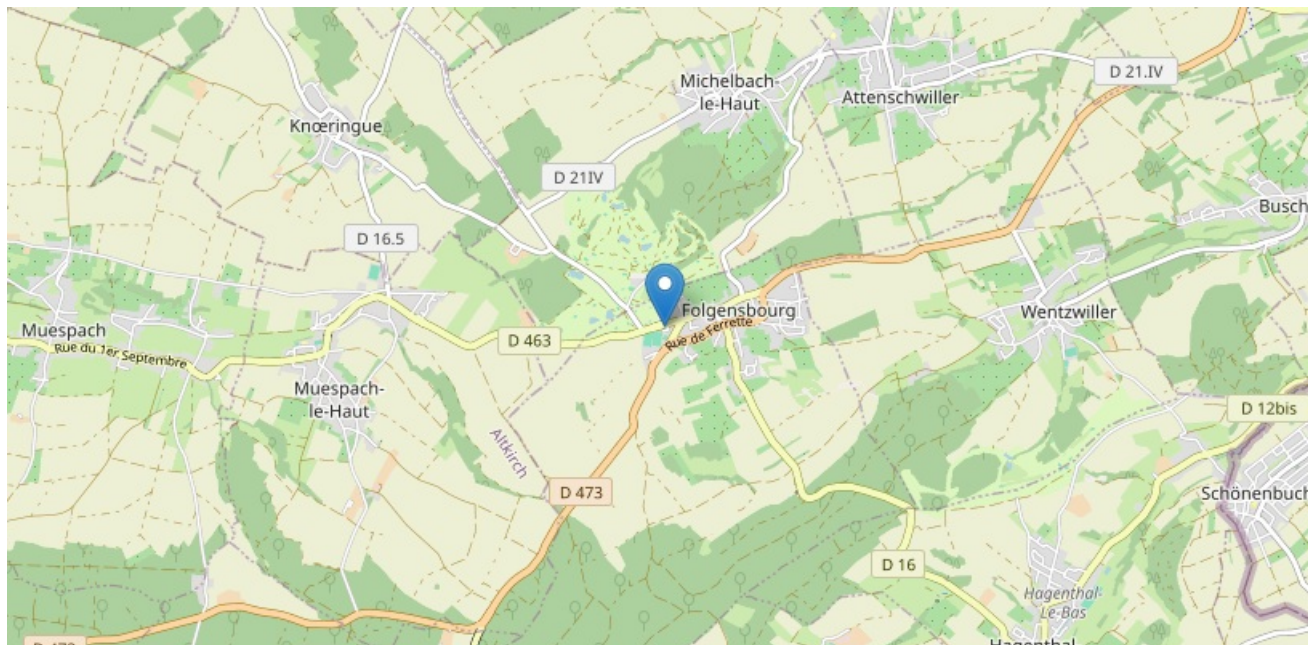 Michelbach-
le-Haut
D 21.IV
Attenschwiller
Knœringue
D 21IV
Busch
D 16.5
Folgensbourg
Wentzwiller
Muespach
D 463
Rue de Ferrette
Rue du 1er Septembre
Muespach-
le-Haut
D 12bis
Altkirch
D 473
Schönenbuch
D 16
Hagenthal-
Le-Bas
Hagenthal